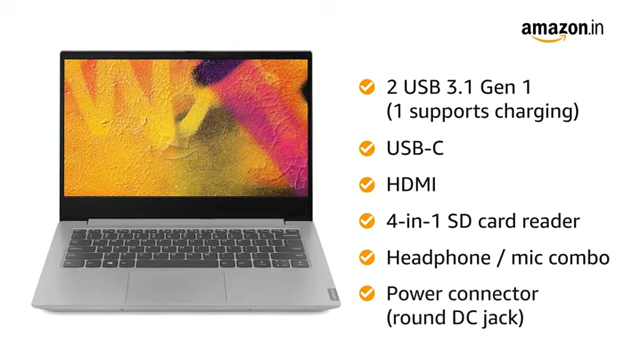 amazon.in
2 USB 3.1 Gen 1
(1 supports charging)
USB-C
HDMI
4-in-1 SD card reader
Headphone / mic combo
Power connector
(round DC jack)